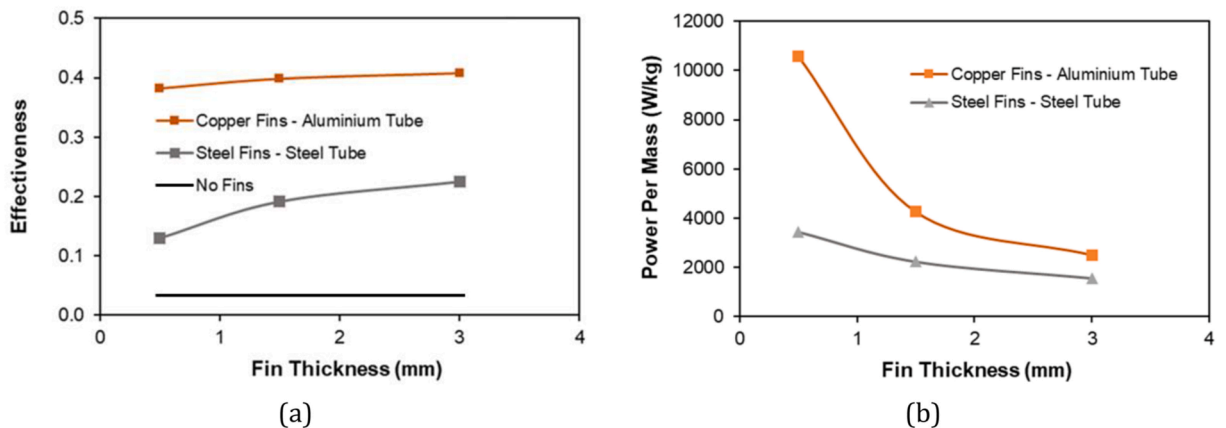 0.5
0.4
0.3
0.2
0.1
0.0
Effectiveness
Copper Fins - Aluminium Tube
Steel Fins - Steel Tube
No Fins
0 1 2 3 4
Fin Thickness (mm)
(a)
12000
10000
8000
6000
4000
2000
0
Power Per Mass (W/kg)
Copper Fins - Aluminium Tube
Steel Fins - Steel Tube
0 1 2 3 4
Fin Thickness (mm)
(b)